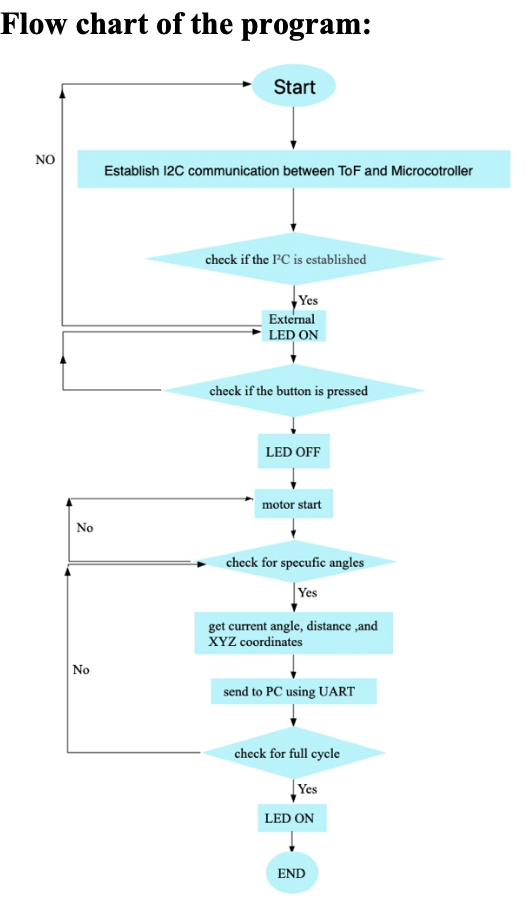 Flow chart of the program:
Start
NO
Establish I2C communication between ToF and Microcotroller
check if the I²C is established
Yes
External
LED ON
check if the button is pressed
LED OFF
motor start
No
check for specufic angles
Yes
get current angle, distance ,and
XYZ coordinates
No
send to PC using UART
check for full cycle
Yes
LED ON
END